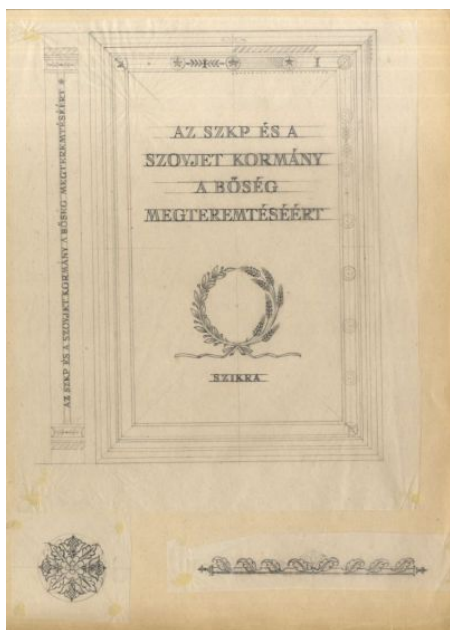 AZ SZKP ÉS A SZOVJET KORMÁNY A BŐSÉG MEGTEREMTÉSÉÉRT
AZ SZKP ÉS A
SZOVJET KORMÁNY
A BŐSÉG
MEGTEREMTÉSÉÉRT
SZIKRA